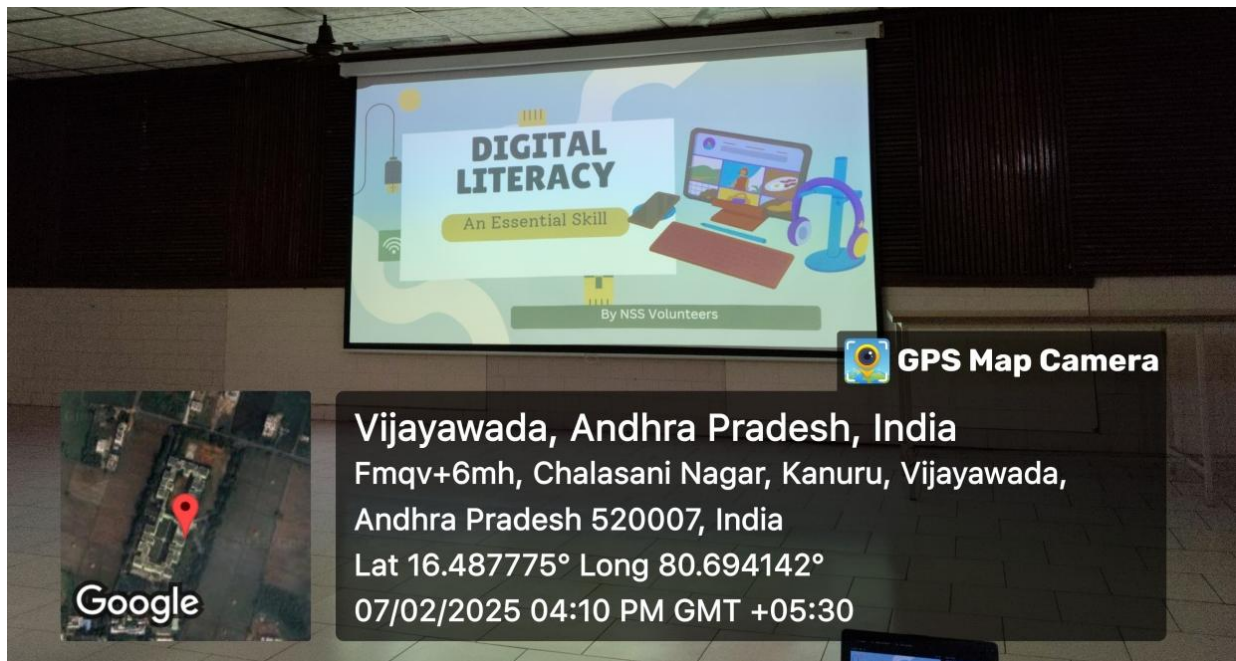 DIGITAL
LITERACY
An Essential Skill
By NSS Volunteers
GPS Map Camera
Vijayawada, Andhra Pradesh, India
Fmqv+6mh, Chalasani Nagar, Kanuru, Vijayawada,
Andhra Pradesh 520007, India
Lat 16.487775° Long 80.694142°
07/02/2025 04:10 PM GMT +05:30
Google